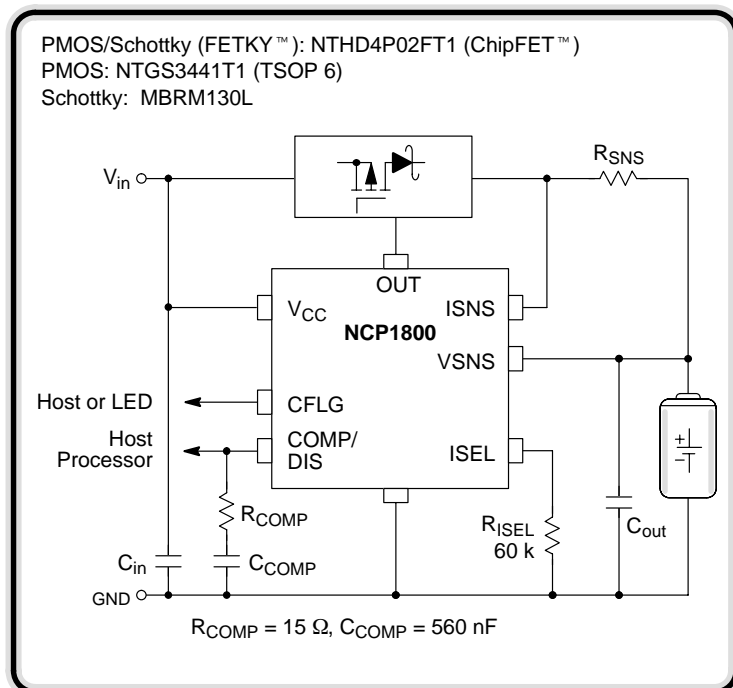 PMOS/Schottky (FETKY™): NTHD4P02FT1 (ChipFET™)
PMOS: NTGS3441T1 (TSOP 6)
Schottky: MBRM130L
RSNS
Vin
OUT
VCC
ISNS
NCP1800
VSNS
Host or LED
CFLG
Host
Processor
COMP/
DIS
ISEL
RCOMP
RISEL
60 k
Cout
Cin
CCOMP
GND
RCOMP = 15 Ω, CCOMP = 560 nF